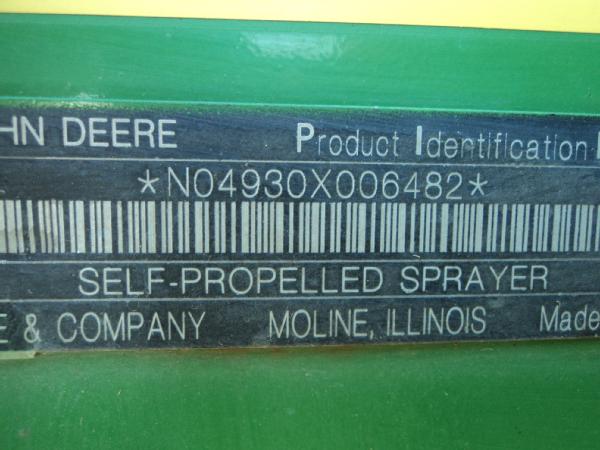 HN DEERE Product Identification
*N04930X006482*
SELF-PROPELLED SPRAYER
E & COMPANY MOLINE, ILLINOIS Made